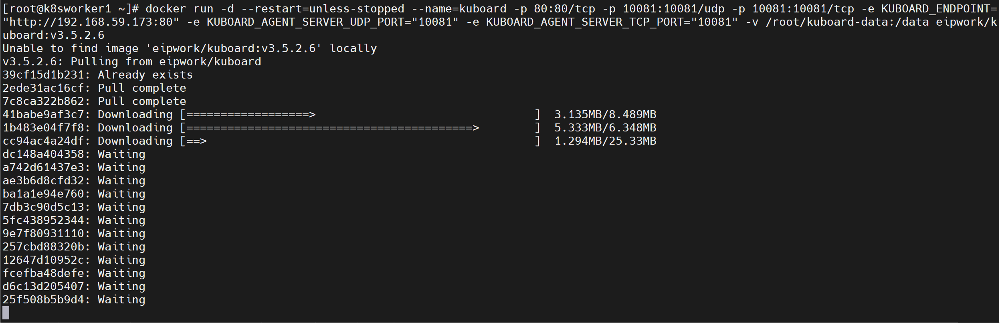 [root@k8sworker1 ~]# docker run -d --restart=unless-stopped --name=kuboard -p 80:80/tcp -p 10081:10081/udp -p 10081:10081/tcp -e KUBOARD_ENDPOINT=
"http://192.168.59.173:80" -e KUBOARD_AGENT_SERVER_UDP_PORT="10081" -e KUBOARD_AGENT_SERVER_TCP_PORT="10081" -v /root/kuboard-data:/data eipwork/k
uboard:v3.5.2.6
Unable to find image 'eipwork/kuboard:v3.5.2.6' locally
v3.5.2.6: Pulling from eipwork/kuboard
39cf15d1b231: Already exists
2ede31ac16cf: Pull complete
7c8ca322b862: Pull complete
41babe9af3c7: Downloading [==================>                                ]  3.135MB/8.489MB
1b483e04f7f8: Downloading [==========================================>        ]  5.333MB/6.348MB
cc94ac4a24df: Downloading [==>                                                ]  1.294MB/25.33MB
dc148a404358: Waiting
a742d61437e3: Waiting
ae3b6d8cfd32: Waiting
ba1a1e94e760: Waiting
7db3c90d5c13: Waiting
5fc438952344: Waiting
9e7f80931110: Waiting
257cbd88320b: Waiting
12647d10952c: Waiting
fcefba48defe: Waiting
d6c13d205407: Waiting
25f508b5b9d4: Waiting